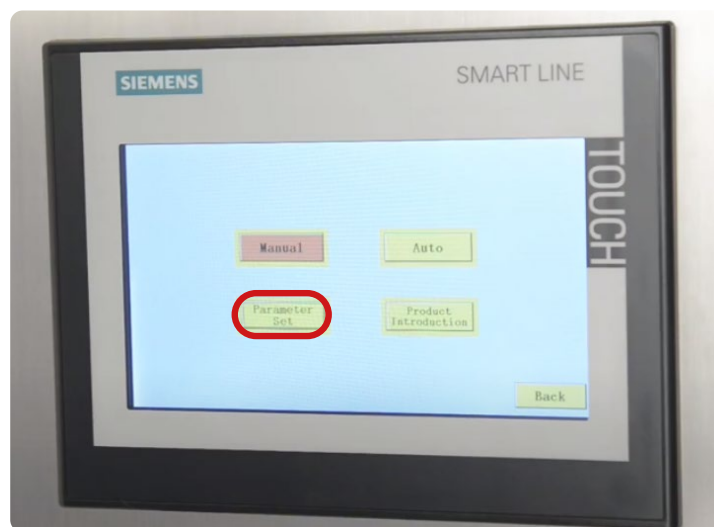 SIEMENS
SMART LINE
TOUCH
Manual
Auto
Parameter
Set
Product
Introduction
Back